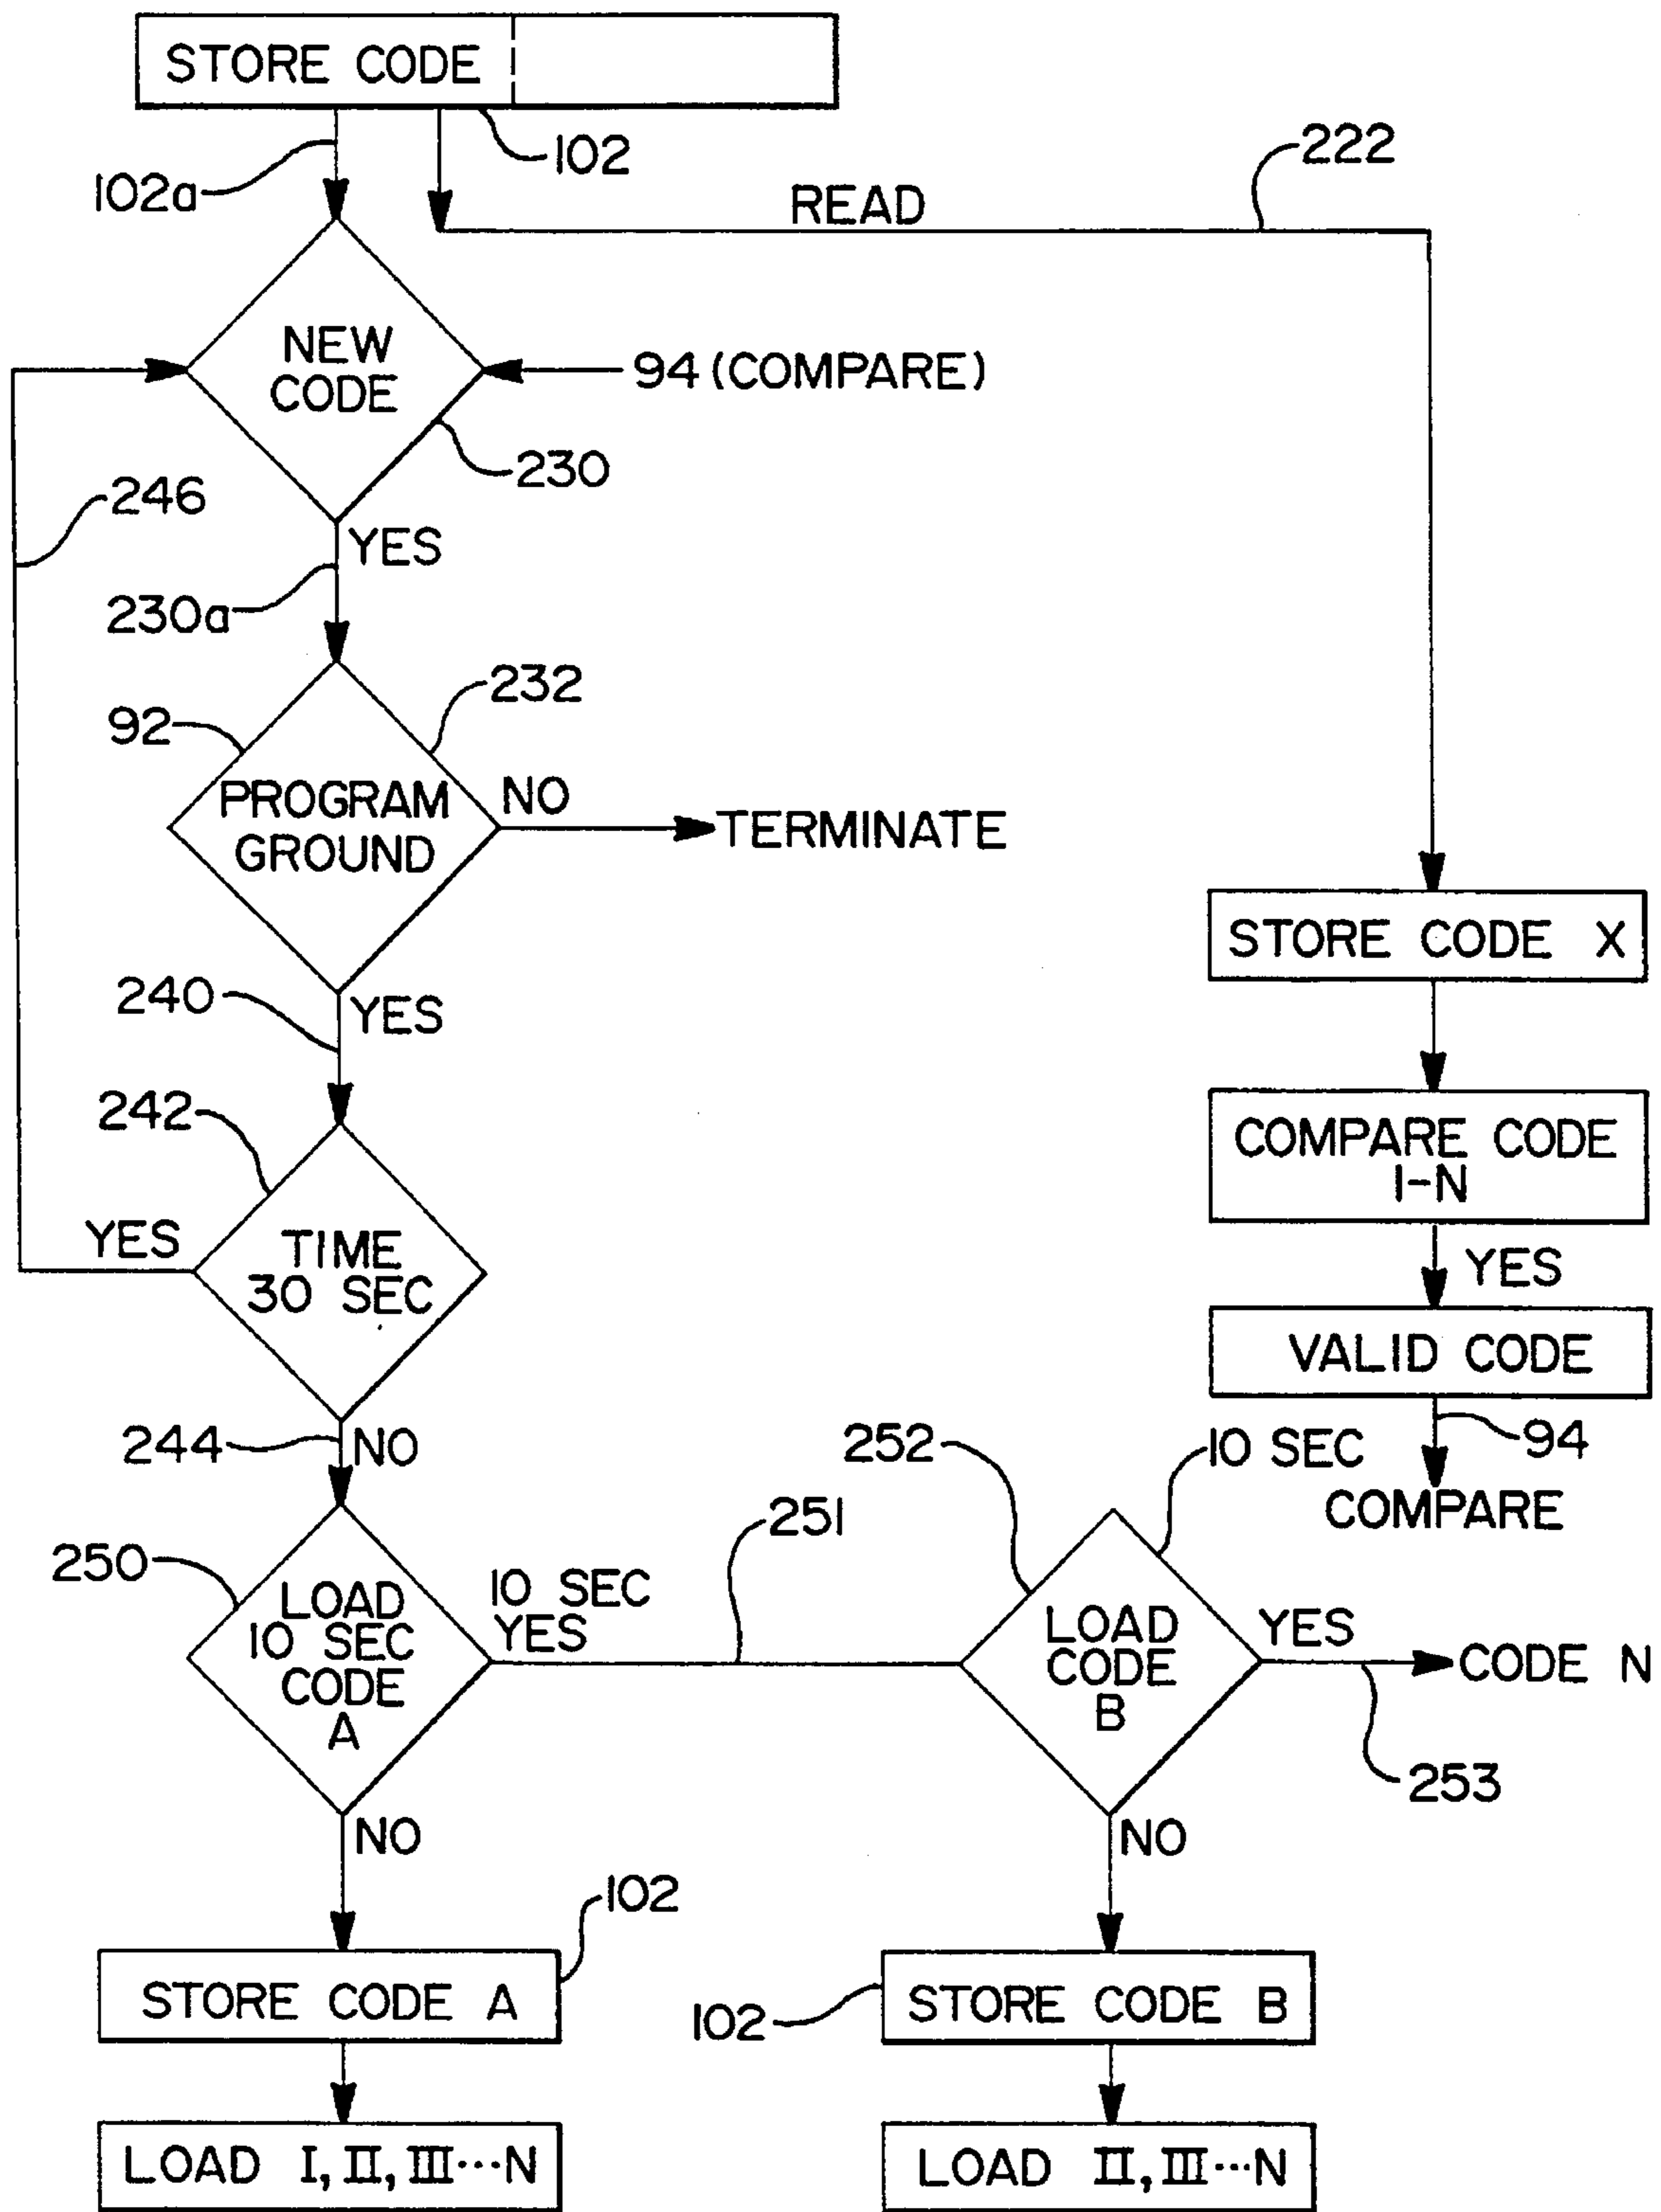 STORE CODE
102
102a
222
READ
NEW
CODE
94 (COMPARE)
230
246
YES
230a
232
92
PROGRAM
GROUND
NO
TERMINATE
STORE CODE X
240
YES
242
COMPARE CODE
1-N
YES
TIME
30 SEC
YES
VALID CODE
244
NO
252
10 SEC
94
COMPARE
251
250
LOAD
10 SEC
CODE
A
10 SEC
YES
LOAD
CODE
B
YES
CODE N
253
NO
NO
102
STORE CODE A
102
STORE CODE B
LOAD I, II, III...N
LOAD II, III...N